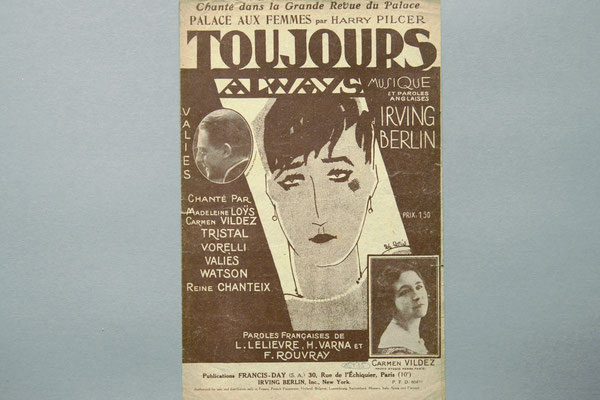 Chanté dans la Grande Revue du Palace
PALACE AUX FEMMES par HARRY PILCER
TOUJOURS
ALWAYS
MUSIQUE
ET PAROLES
ANGLAISES
IRVING
BERLIN
VALIES
CHANTÉ PAR
MADELEINE LOŸS
CARMEN VILDEZ
TRISTAL
VORELLI
VALIÈS
WATSON
REINE CHANTEIX
PRIX: 1,50
PAROLES FRANÇAISES DE
L. LELIEVRE, H. VARNA ET
F. ROUVRAY
CARMEN VILDEZ
Publications FRANCIS-DAY (S. A.) 30, Rue de l'Échiquier, Paris (10e)
IRVING BERLIN, Inc., New York.